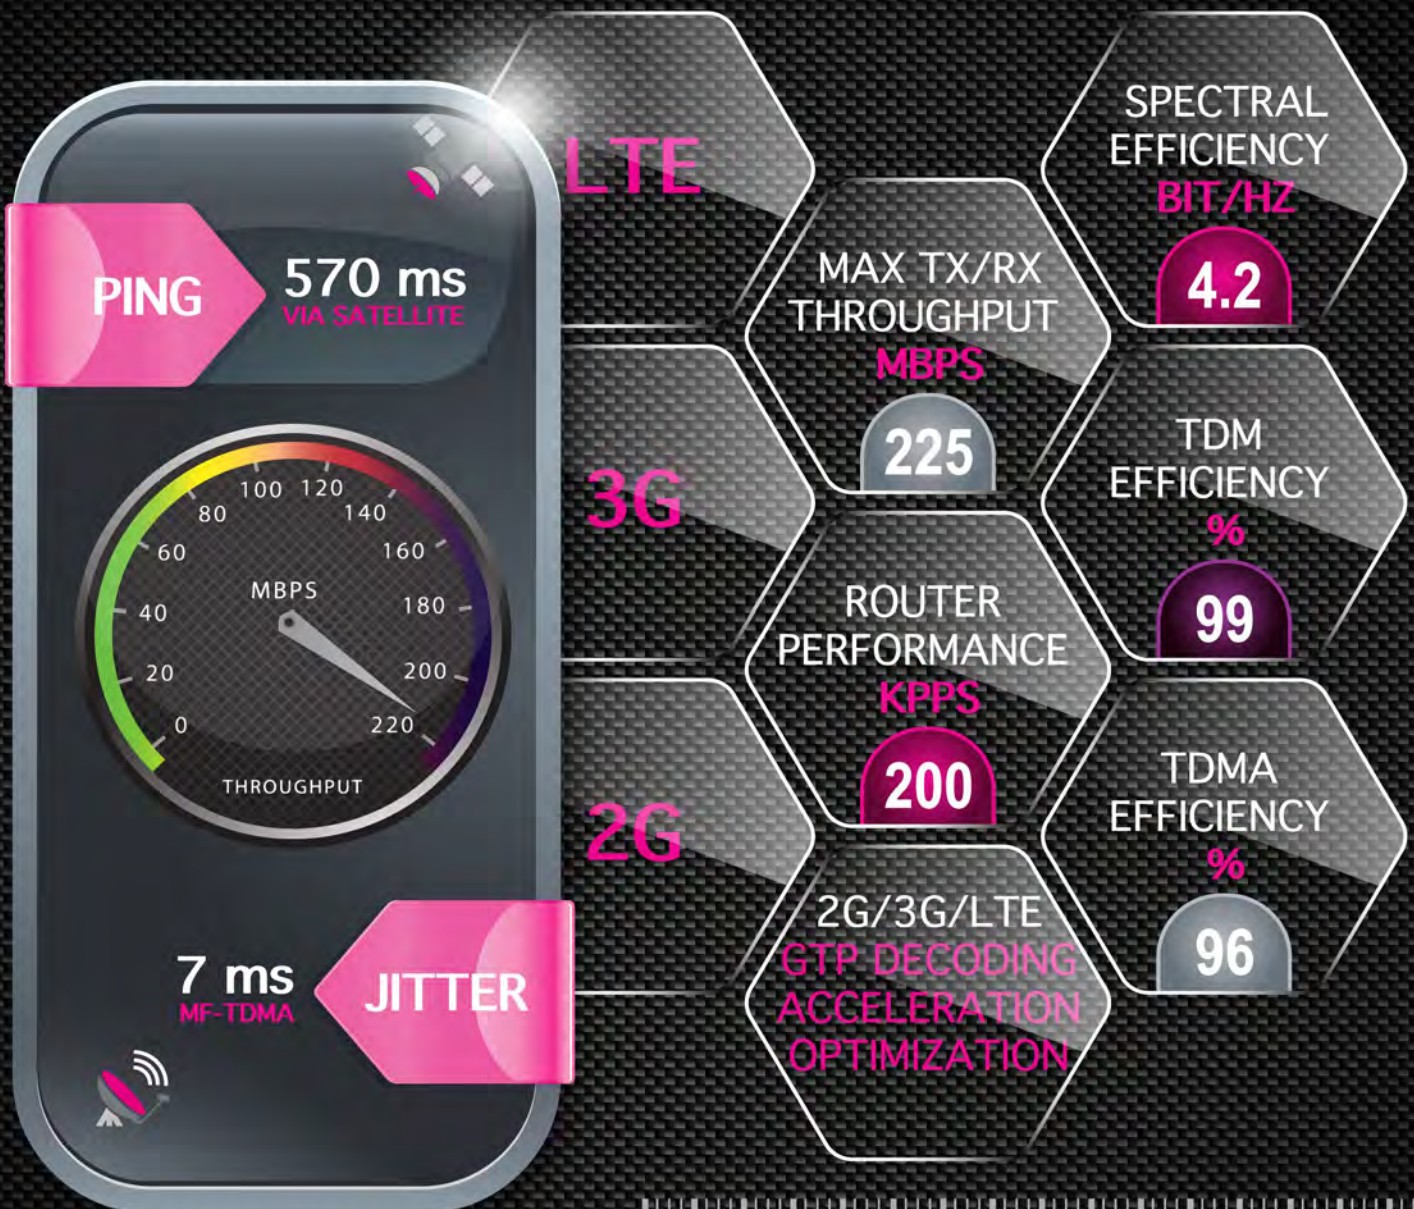 PING
570 ms
VIA SATELLITE
100 120
80
140
60
160
MBPS
40
180
20
200
0
220
THROUGHPUT
7 ms
MF-TDMA
JITTER
LTE
3G
2G
MAX TX/RX
THROUGHPUT
MBPS
225
ROUTER
PERFORMANCE
KPPS
200
2G/3G/LTE
GTP DECODING
ACCELERATION
OPTIMIZATION
SPECTRAL
EFFICIENCY
BIT/HZ
4.2
TDM
EFFICIENCY
%
99
TDMA
EFFICIENCY
%
96